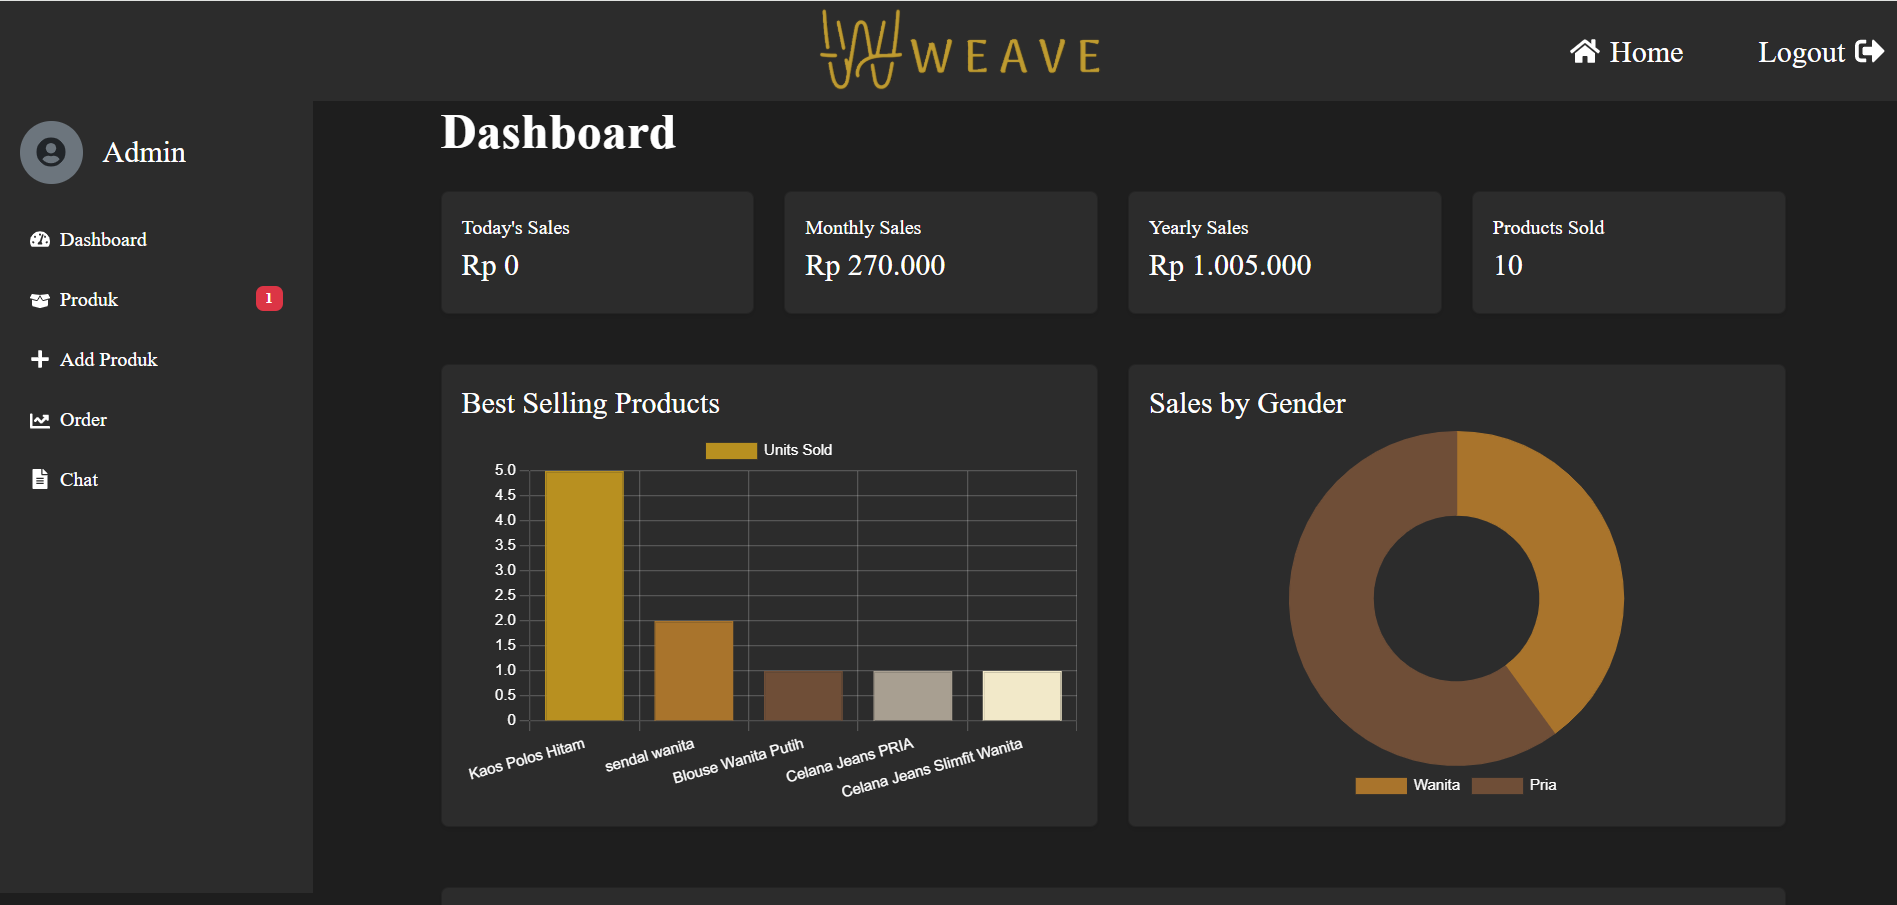 WEAVE
Home
Logout
Admin
Dashboard
Produk
1
Add Produk
Order
Chat
Dashboard
Today's Sales
Rp 0
Monthly Sales
Rp 270.000
Yearly Sales
Rp 1.005.000
Products Sold
10
Best Selling Products
Units Sold
5.0
4.5
4.0
3.5
3.0
2.5
2.0
1.5
1.0
0.5
0
Kaos Polos Hitam
sendal wanita
Blouse Wanita Putih
Celana Jeans PRIA
Celana Jeans Slimfit Wanita
Sales by Gender
Wanita
Pria